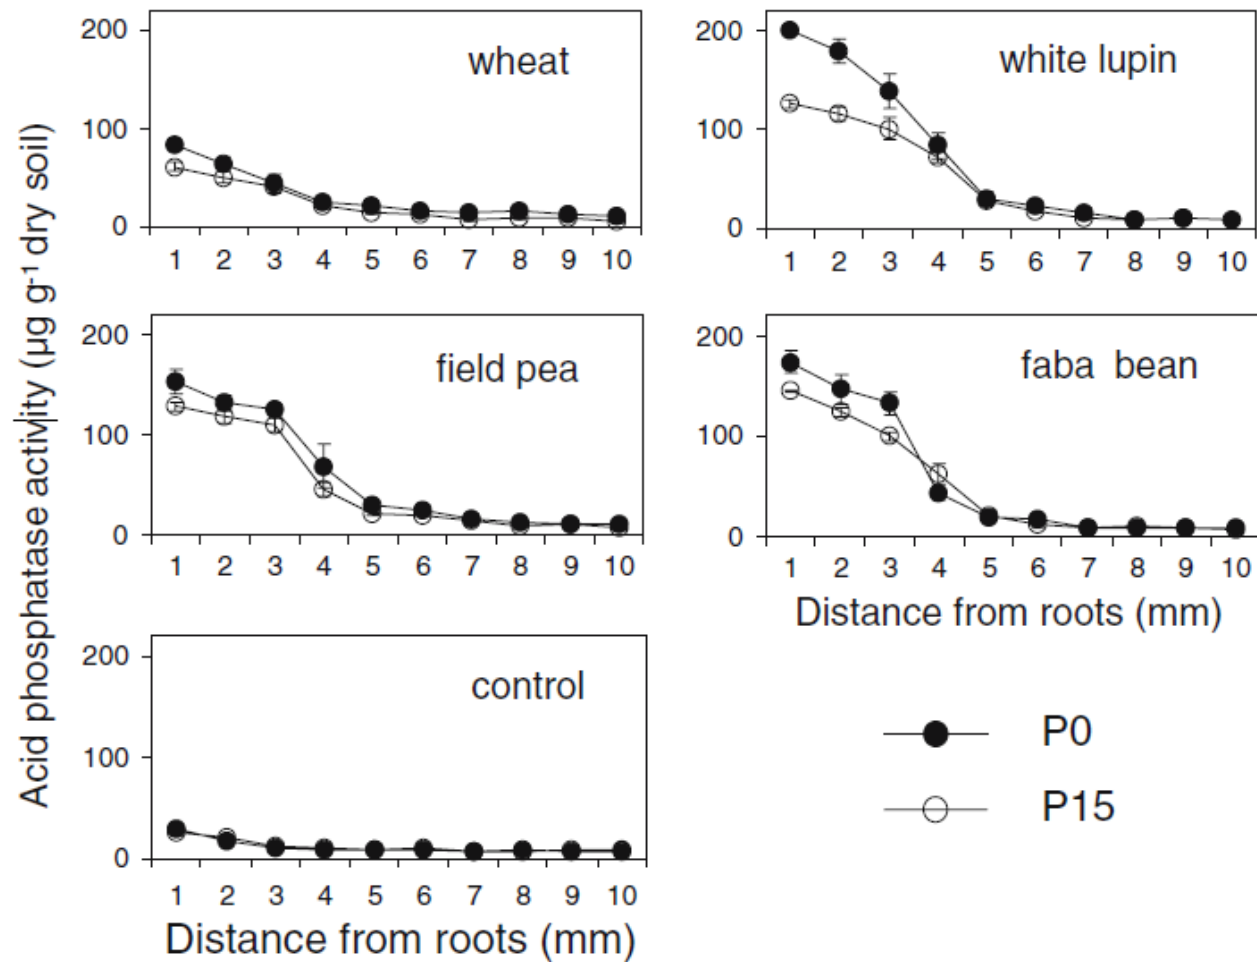 Acid phosphatase activity (µg g⁻¹ dry soil)
200
100
0
wheat
1 2 3 4 5 6 7 8 9 10
200
100
0
white lupin
1 2 3 4 5 6 7 8 9 10
200
100
0
field pea
1 2 3 4 5 6 7 8 9 10
200
100
0
faba bean
1 2 3 4 5 6 7 8 9 10
Distance from roots (mm)
200
100
0
control
1 2 3 4 5 6 7 8 9 10
Distance from roots (mm)
P0
P15